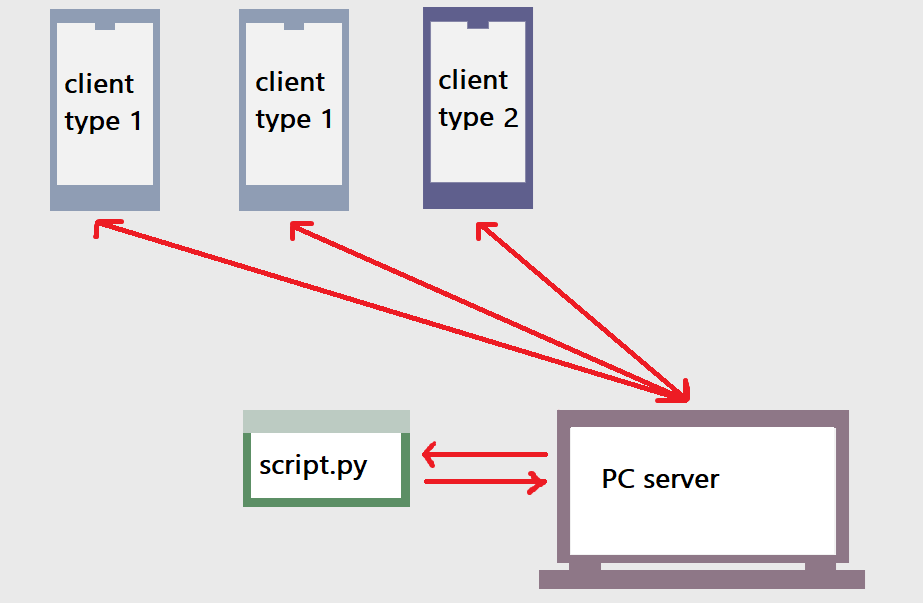 client
type 1
client
type 1
client
type 2
script.py
PC server